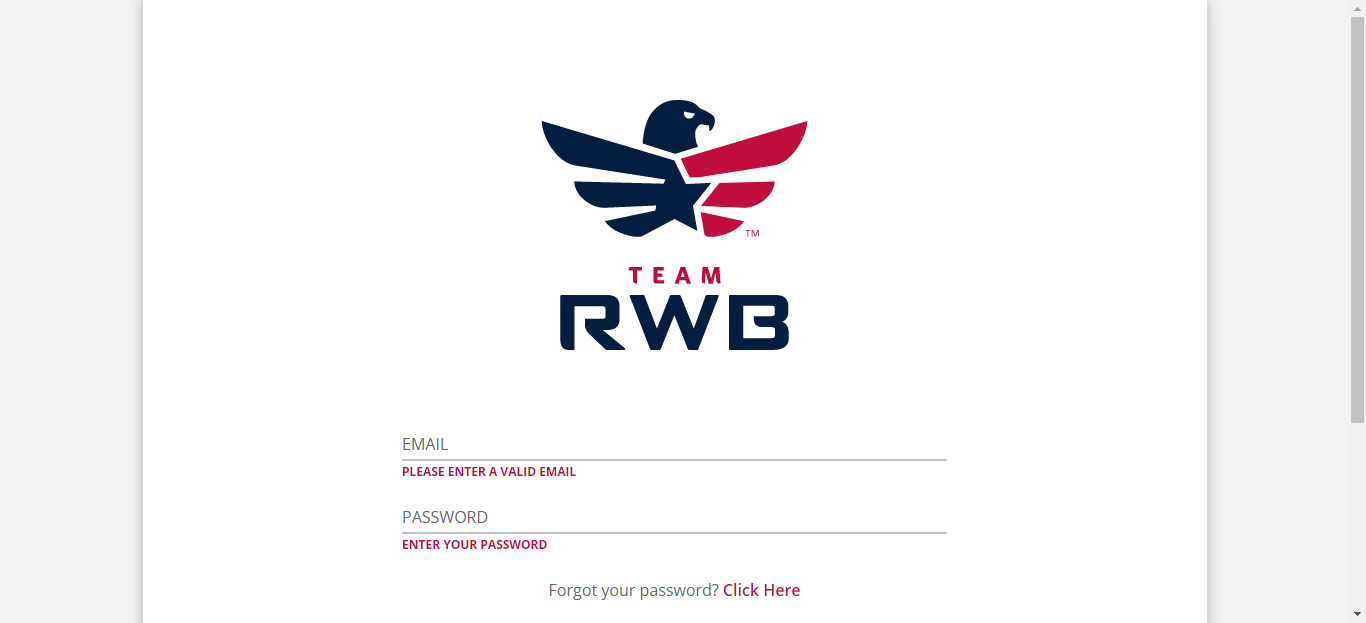 TM
TEAM
RWB
EMAIL
PLEASE ENTER A VALID EMAIL
PASSWORD
ENTER YOUR PASSWORD
Forgot your password? Click Here